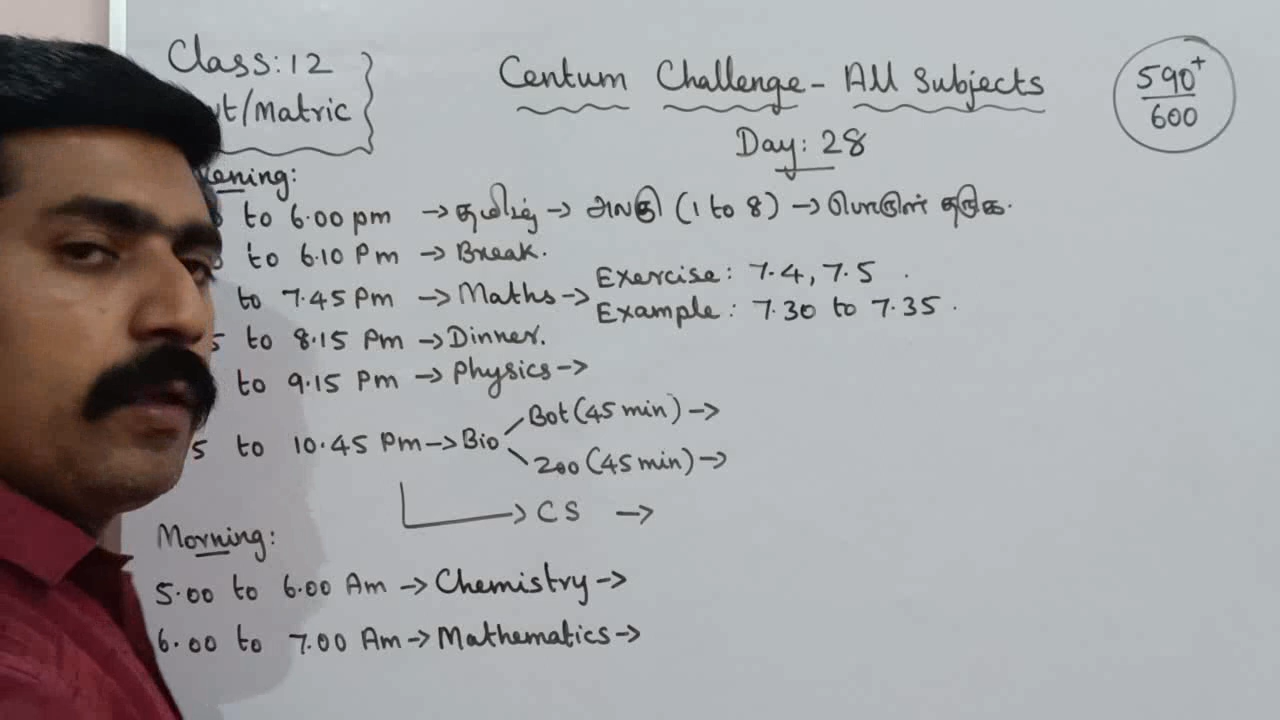 Class:12
Centum Challenge - All Subjects
590+
600
t/Matric
Day: 28
ening:
to 6.00 pm → தமிழ் → அலகு (1 to 8) → பொருள் தருக.
to 6.10 Pm → Break.
to 7.45 Pm → Maths → Exercise: 7.4, 7.5 .
Example: 7.30 to 7.35 .
5 to 8.15 Pm → Dinner.
to 9.15 Pm → Physics →
5 to 10.45 Pm → Bio
Bot (45 min) →
Zoo (45 min) →
→ CS →
Morning:
5.00 to 6.00 Am → Chemistry →
6.00 to 7.00 Am → Mathematics →